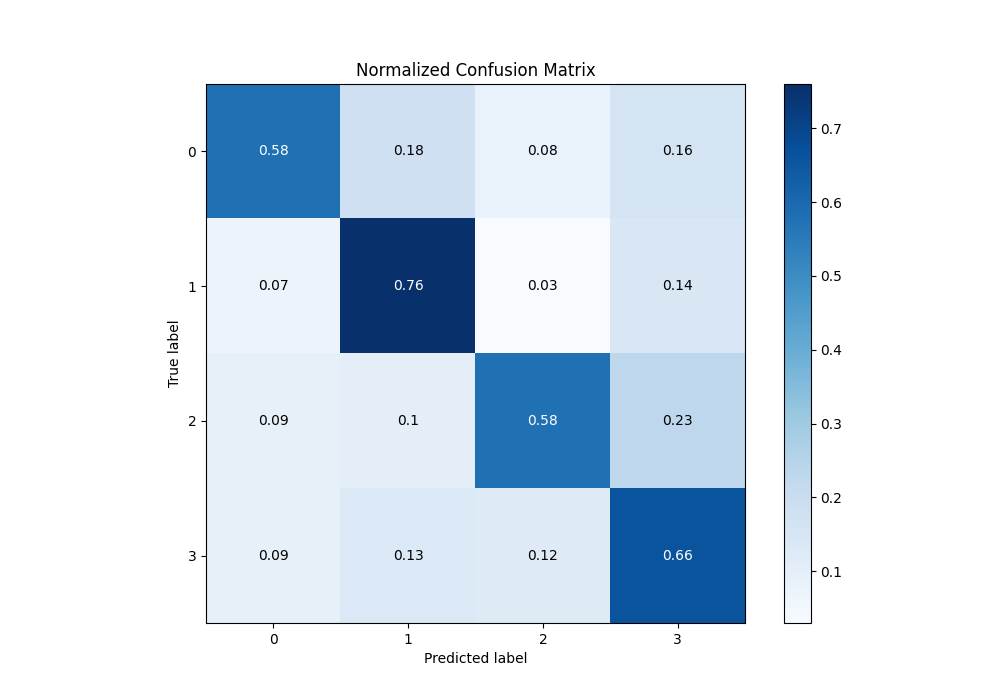 Normalized Confusion Matrix
0 0.58 0.18 0.08 0.16
1 0.07 0.76 0.03 0.14
2 0.09 0.1 0.58 0.23
3 0.09 0.13 0.12 0.66
0 1 2 3
Predicted label
True label
0.7
0.6
0.5
0.4
0.3
0.2
0.1